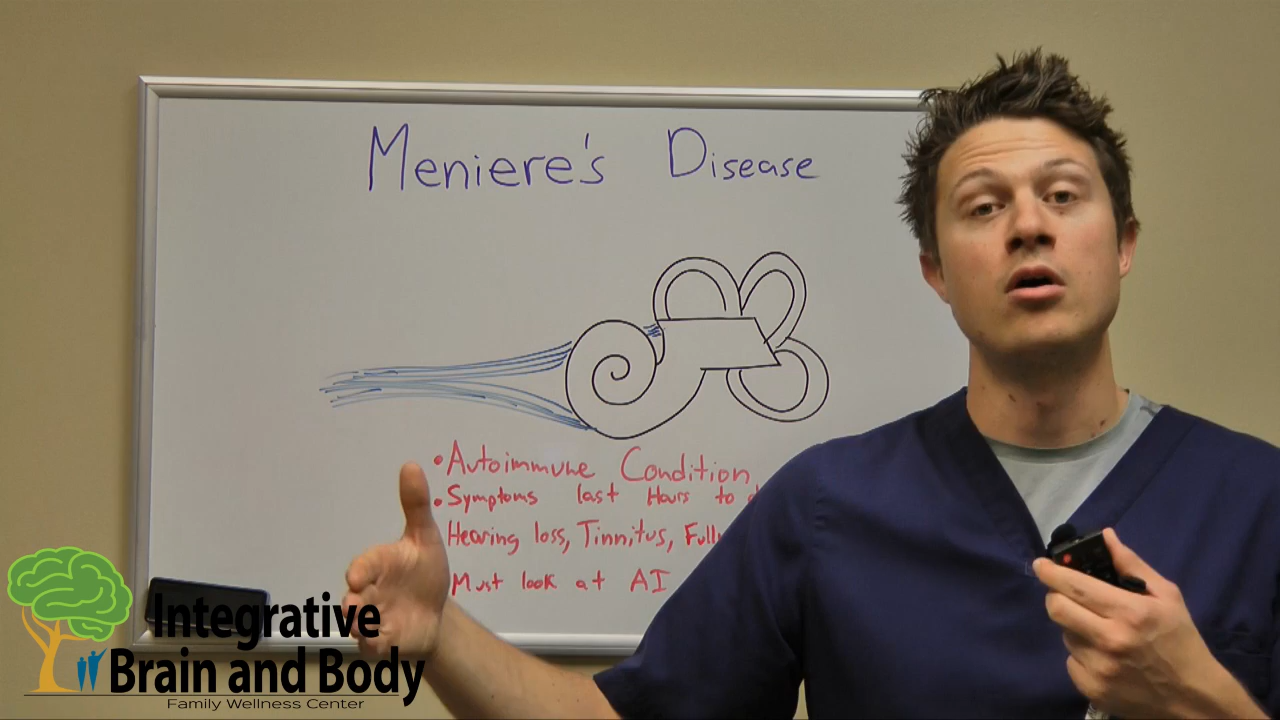 Meniere's Disease
•Autoimmune Condition
•Symptoms last Hours to
Hearing loss, Tinnitus,
Must look at AI
Integrative
Brain and Body
Family Wellness Center